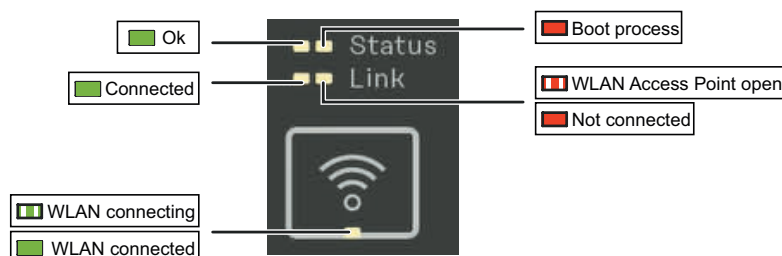 Ok
Status
Boot process
Connected
Link
WLAN Access Point open
Not connected
WLAN connecting
WLAN connected